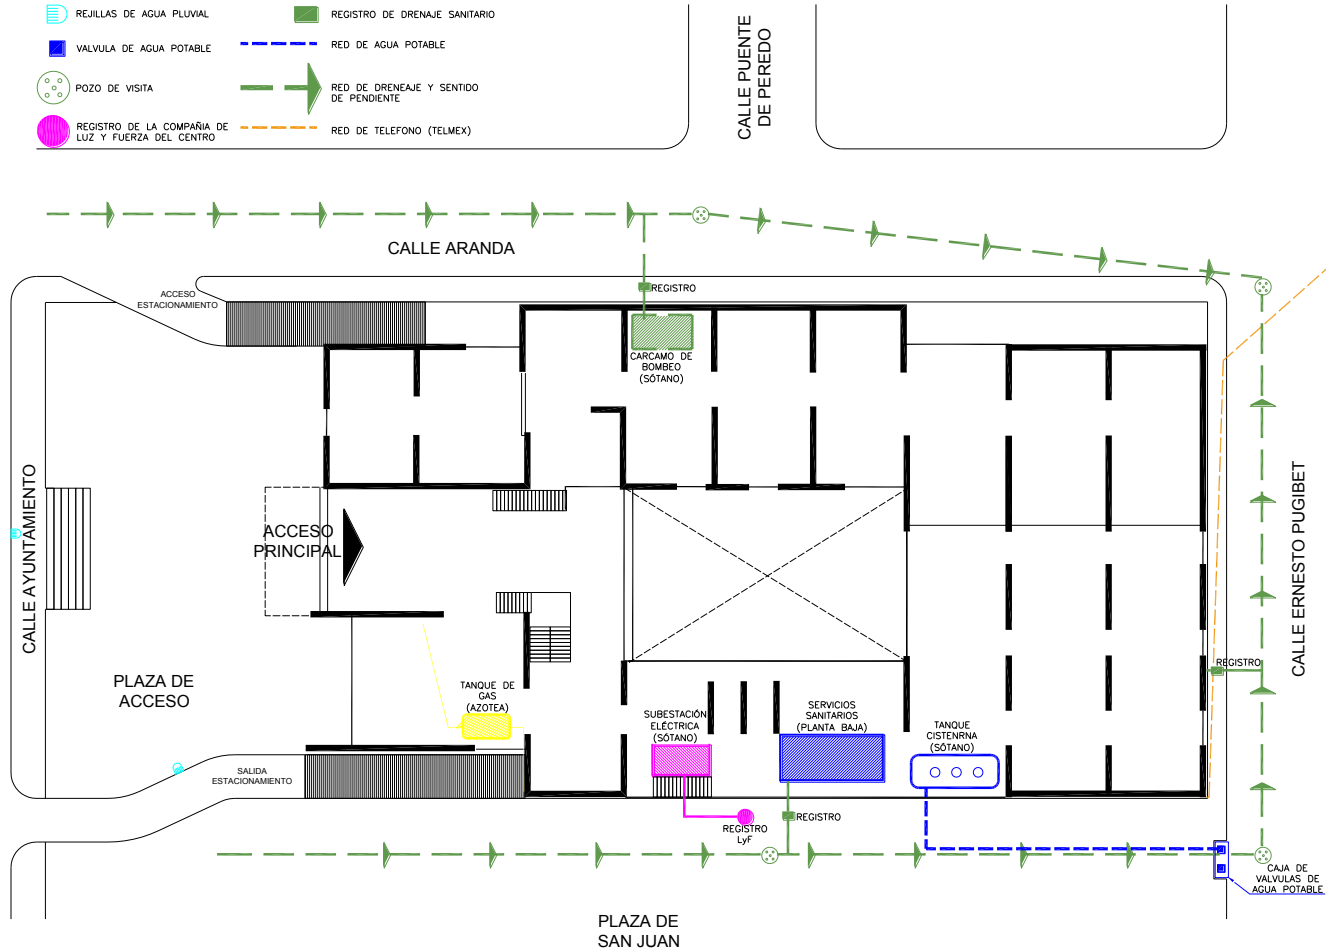 REJILLAS DE AGUA PLUVIAL
REGISTRO DE DRENAJE SANITARIO
VALVULA DE AGUA POTABLE
RED DE AGUA POTABLE
POZO DE VISITA
RED DE DRENEAJE Y SENTIDO
DE PENDIENTE
REGISTRO DE LA COMPAÑIA DE
LUZ Y FUERZA DEL CENTRO
RED DE TELEFONO (TELMEX)
CALLE PUENTE
DE PEREDO
CALLE ARANDA
ACCESO
ESTACIONAMIENTO
REGISTRO
CARCAMO DE
BOMBEO
(SÓTANO)
CALLE AYUNTAMIENTO
ACCESO
PRINCIPAL
CALLE ERNESTO PUGIBET
PLAZA DE
ACCESO
REGISTRO
TANQUE DE
GAS
(AZOTEA)
SUBESTACIÓN
ELÉCTRICA
(SÓTANO)
SERVICIOS
SANITARIOS
(PLANTA BAJA)
TANQUE
CISTENRNA
(SÓTANO)
SALIDA
ESTACIONAMIENTO
REGISTRO
LyF
REGISTRO
CAJA DE
VALVULAS DE
AGUA POTABLE
PLAZA DE
SAN JUAN